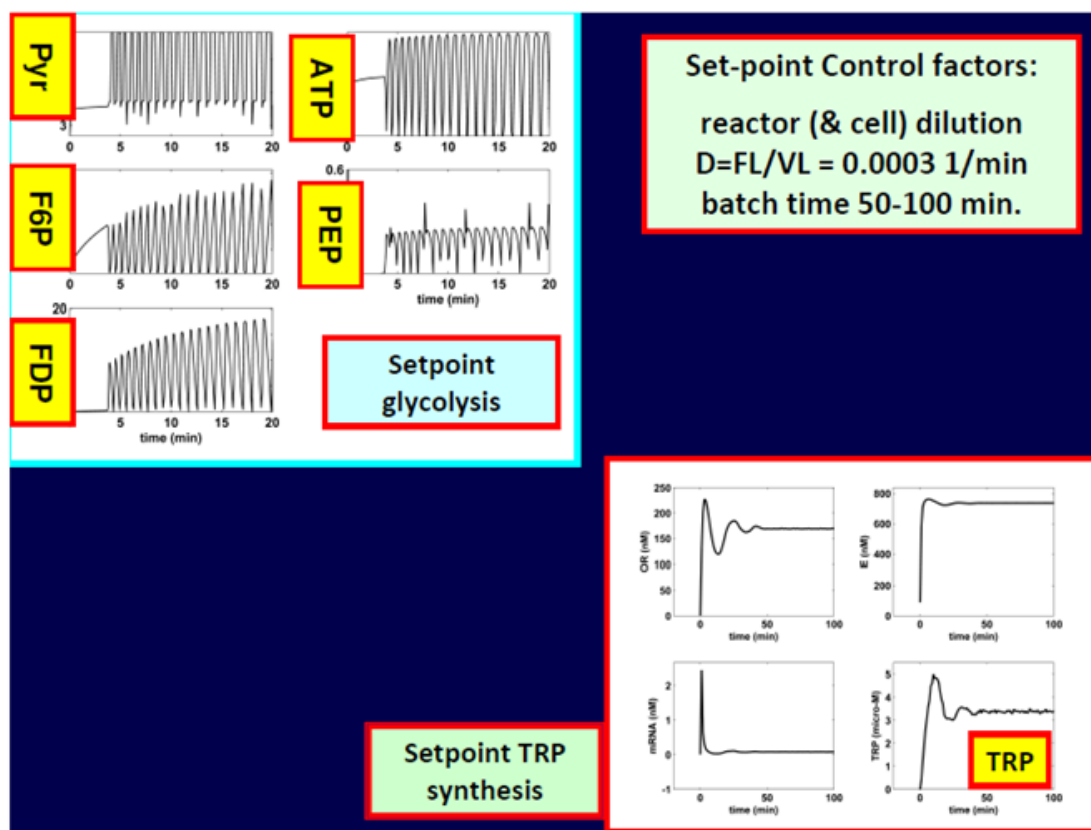 Pyr
3
0
5
10
15
20
ATP
0
5
10
15
20
F6P
0
5
10
15
20
0.6
PEP
5
10
15
20
time (min)
20
FDP
5
10
15
20
time (min)
Setpoint
glycolysis
Set-point Control factors:
reactor (& cell) dilution
D=FL/VL = 0.0003 1/min
batch time 50-100 min.
250
200
150
100
50
0
OR (nM)
0
50
100
time (min)
800
600
400
200
0
IE (nM)
0
50
100
time (min)
2
1
0
-1
mRNA (nM)
0
50
100
time (min)
5
4
3
2
1
0
TRP (micro-M)
0
50
100
time (min)
TRP
Setpoint TRP
synthesis